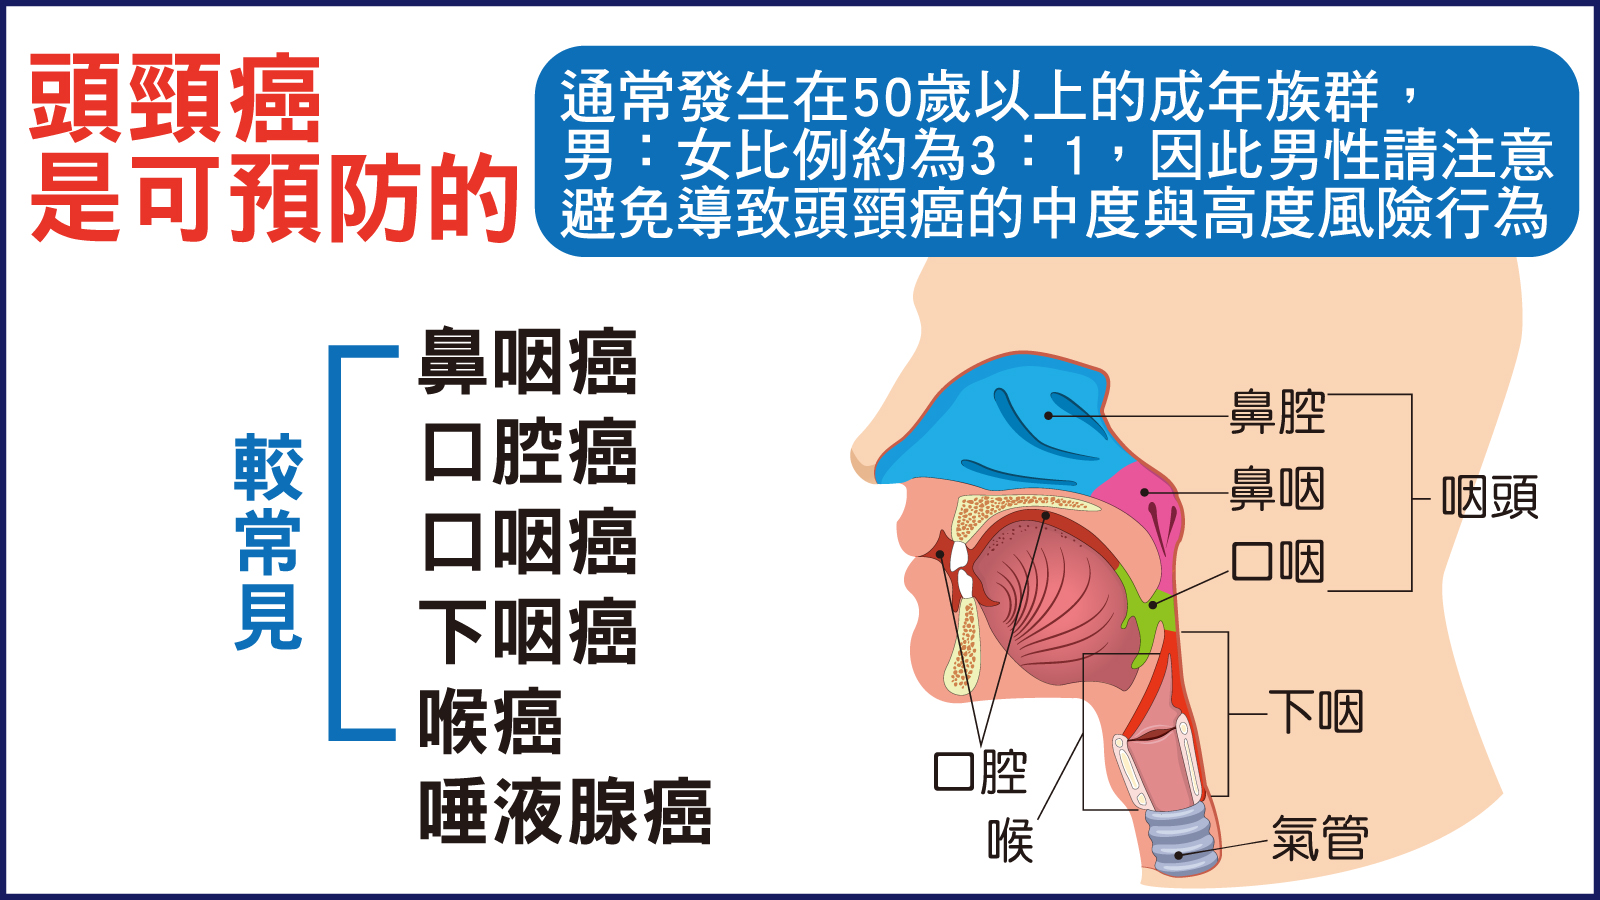 頭頸癌
是可預防的
通常發生在50歲以上的成年族群，
男：女比例約為3：1，因此男性請注意
避免導致頭頸癌的中度與高度風險行為
較常見
鼻咽癌
口腔癌
口咽癌
下咽癌
喉癌
唾液腺癌
鼻腔
鼻咽
口咽
咽頭
下咽
口腔
喉
氣管